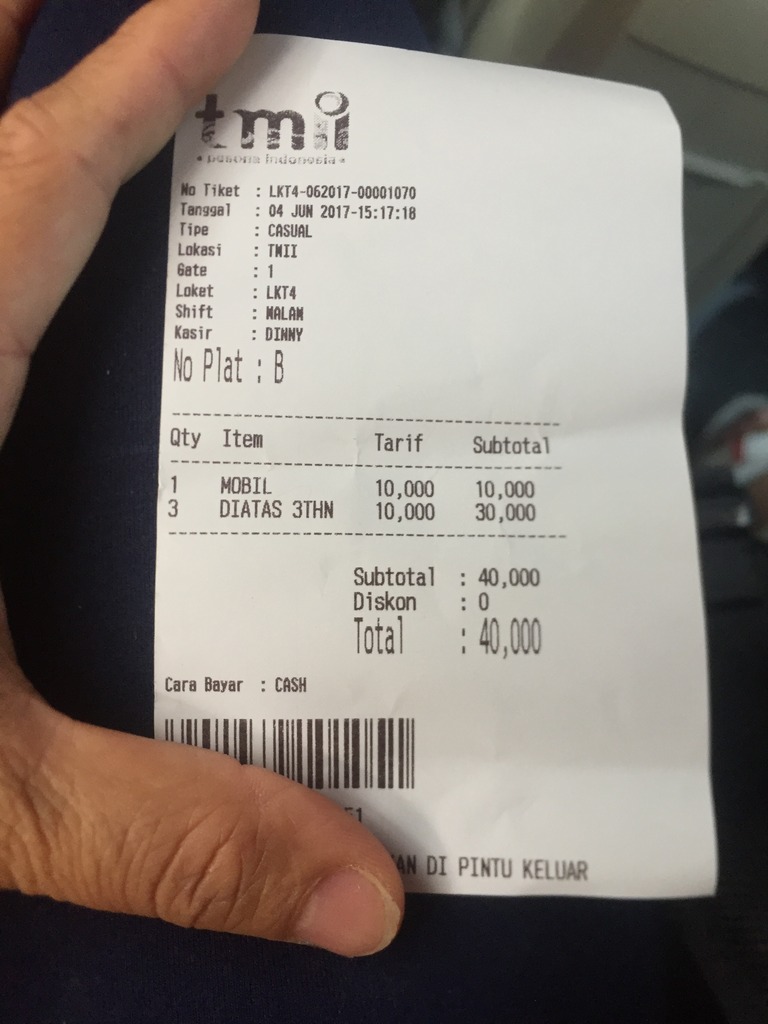 tmii
• pesona indonesia •
No Tiket : LKT4-062017-00001070
Tanggal : 04 JUN 2017-15:17:18
Tipe : CASUAL
Lokasi : TMII
Gate : 1
Loket : LKT4
Shift : MALAM
Kasir : DINNY
No Plat : B
Qty Item Tarif Subtotal
1 MOBIL 10,000 10,000
3 DIATAS 3THN 10,000 30,000
Subtotal : 40,000
Diskon : 0
Total : 40,000
Cara Bayar : CASH
DI PINTU KELUAR